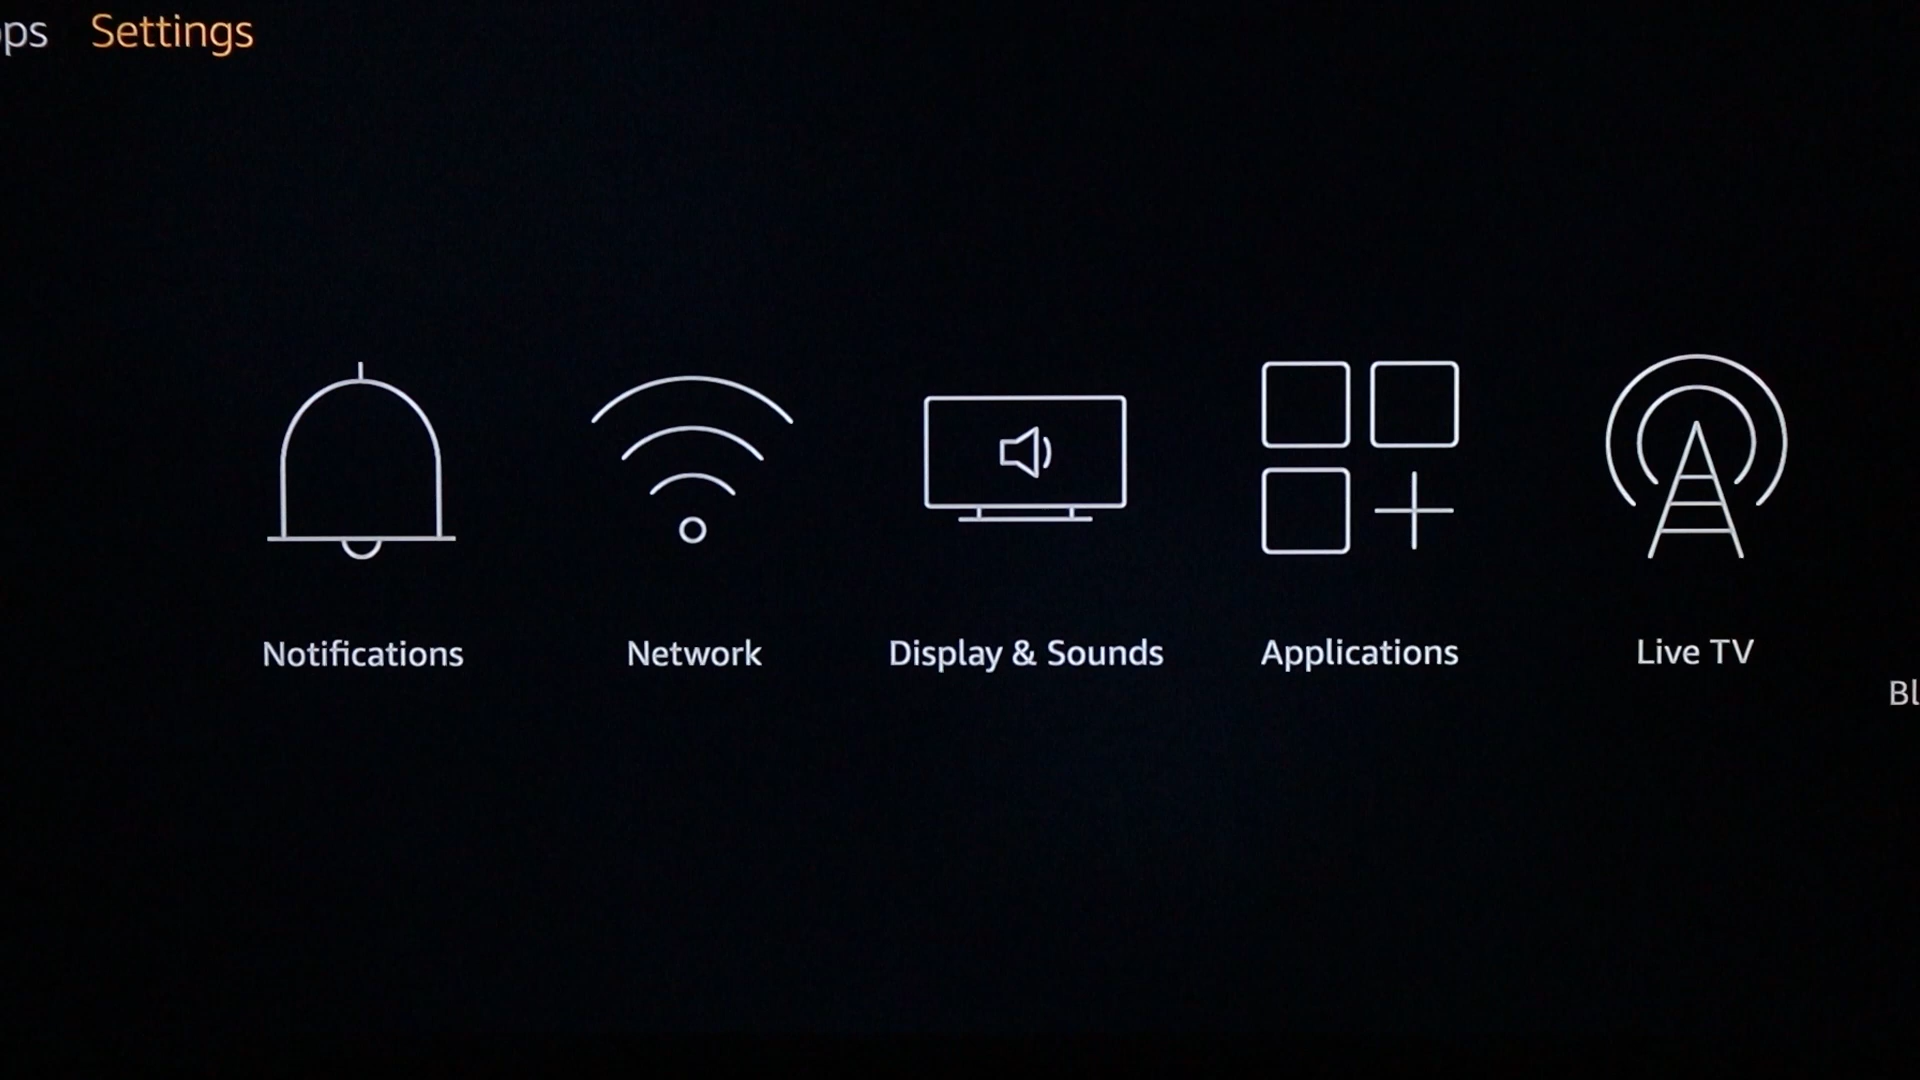 ps Settings
Notifications Network Display & Sounds Applications Live TV
Bl